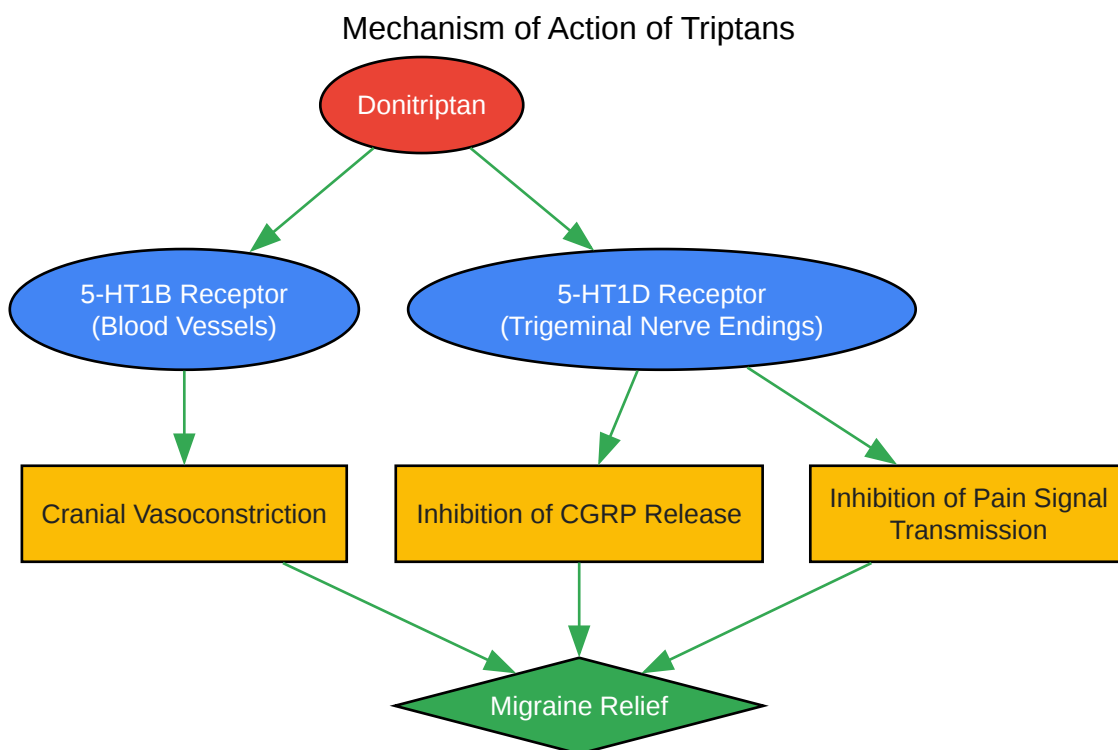 Mechanism of Action of Triptans
Donitriptan
5-HT1B Receptor
(Blood Vessels)
5-HT1D Receptor
(Trigeminal Nerve Endings)
Cranial Vasoconstriction
Inhibition of CGRP Release
Inhibition of Pain Signal
Transmission
Migraine Relief